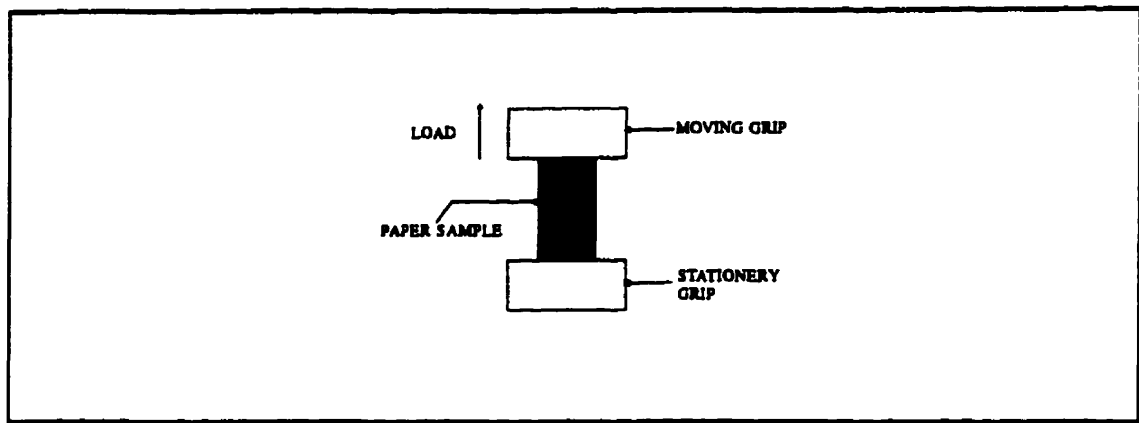 LOAD
MOVING GRIP
PAPER SAMPLE
STATIONERY
GRIP